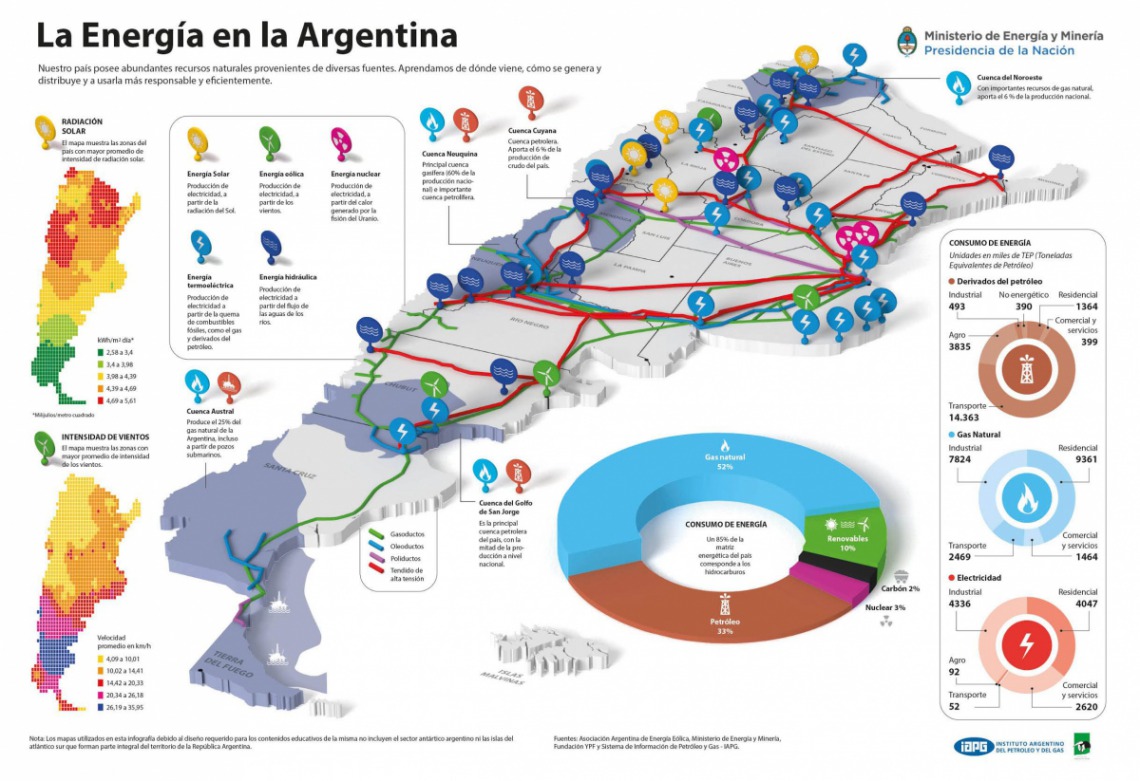 La Energía en la Argentina
Nuestro país posee abundantes recursos naturales provenientes de diversas fuentes. Aprendamos de dónde viene, cómo se genera y
distribuye y a usarla más responsable y eficientemente.
Ministerio de Energía y Minería
Presidencia de la Nación
Cuenca del Noroeste
Con importantes recursos de gas natural,
aporta el 6 % de la producción nacional.
RADIACIÓN
SOLAR
El mapa muestra las zonas del
país con mayor promedio de
intensidad de radiación solar.
kWh/m² día*
2,58 a 3,4
3,4 a 3,98
3,98 a 4,39
4,39 a 4,69
4,69 a 5,61
*Mójulios/metro cuadrado
INTENSIDAD DE VIENTOS
El mapa muestra las zonas con
mayor promedio de intensidad
de los vientos.
Velocidad
promedio en km/h
4,09 a 10,01
10,02 a 14,41
14,42 a 20,33
20,34 a 26,18
26,19 a 35,95
Energía Solar
Producción de
electricidad, a
partir de la
radiación del Sol.
Energía eólica
Producción de
electricidad, a
partir de los
vientos.
Energía nuclear
Producción de
electricidad, a
partir del calor
generado por la
fisión del Uranio.
Energía
termoeléctrica
Producción de
electricidad a
partir de la quema
de combustibles
fósiles, como el gas
y derivados del
petróleo.
Energía hidráulica
Producción de
electricidad a
partir del flujo de
las aguas de los
ríos.
Cuenca Neuquina
Principal cuenca
gasífera (60% de la
producción nacio-
nal) e importante
cuenca petrolífera.
Cuenca Cuyana
Cuenca petrolera.
Aporta el 6 % de la
producción de
crudo del país.
Cuenca Austral
Produce el 25% del
gas natural de la
Argentina, incluso
a partir de pozos
submarinos.
Cuenca del Golfo
de San Jorge
Es la principal
cuenca petrolera
del país, con la
mitad de la pro-
ducción a nivel
nacional.
SAN LUIS
LA PAMPA
BUENOS
AIRES
RÍO NEGRO
CHUBUT
SANTA CRUZ
TIERRA
DEL FUEGO
ISLAS
MALVINAS
Gasoductos
Oleoductos
Poliductos
Tendido de
alta tensión
Gas natural
52%
CONSUMO DE ENERGÍA
Un 85% de la
matriz
energética del país
corresponde a los
hidrocarburos
Renovables
10%
Carbón 2%
Nuclear 3%
Petróleo
33%
CONSUMO DE ENERGÍA
Unidades en miles de TEP (Toneladas
Equivalentes de Petróleo)
Derivados del petróleo
Industrial
493
No energético
390
Residencial
1364
Comercial y
servicios
399
Agro
3835
Transporte
14.363
Gas Natural
Industrial
7824
Residencial
9361
Transporte
2469
Comercial
y servicios
1464
Electricidad
Industrial
4336
Residencial
4047
Agro
92
Transporte
52
Comercial
y servicios
2620
Nota: Los mapas utilizados en esta infografía debido al diseño requerido para los contenidos educativos de la misma no incluyen el sector antártico argentino ni las islas del
atlántico sur que forman parte integral del territorio de la República Argentina.
Fuentes: Asociación Argentina de Energía Eólica, Ministerio de Energía y Minería,
Fundación YPF y Sistema de Información de Petróleo y Gas - IAPG.
IAPG INSTITUTO ARGENTINO
DEL PETROLEO Y DEL GAS